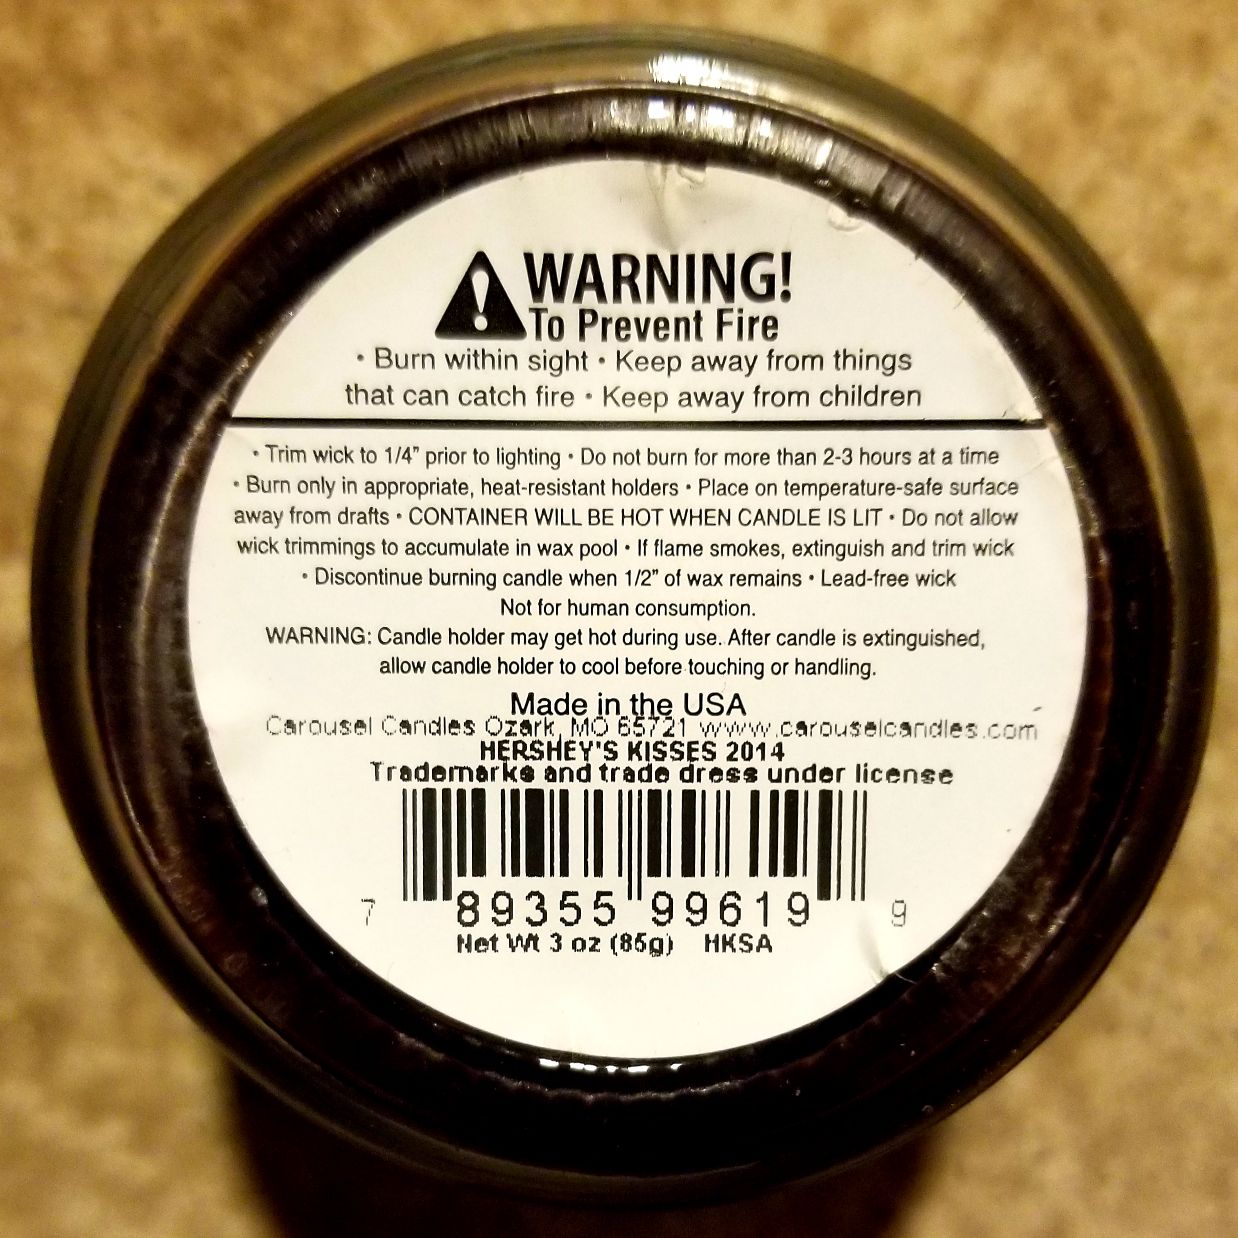 WARNING!
To Prevent Fire
• Burn within sight • Keep away from things
that can catch fire • Keep away from children
• Trim wick to 1/4" prior to lighting • Do not burn for more than 2-3 hours at a time
• Burn only in appropriate, heat-resistant holders • Place on temperature-safe surface
away from drafts • CONTAINER WILL BE HOT WHEN CANDLE IS LIT • Do not allow
wick trimmings to accumulate in wax pool • If flame smokes, extinguish and trim wick
• Discontinue burning candle when 1/2" of wax remains • Lead-free wick
Not for human consumption.
WARNING: Candle holder may get hot during use. After candle is extinguished,
allow candle holder to cool before touching or handling.
Made in the USA
Carousel Candles Ozark, MO 65721 www.carouselcandles.com
HERSHEY'S KISSES 2014
Trademarks and trade dress under license
7 89355 99619 9
Net Wt 3 oz (85g) HKSA